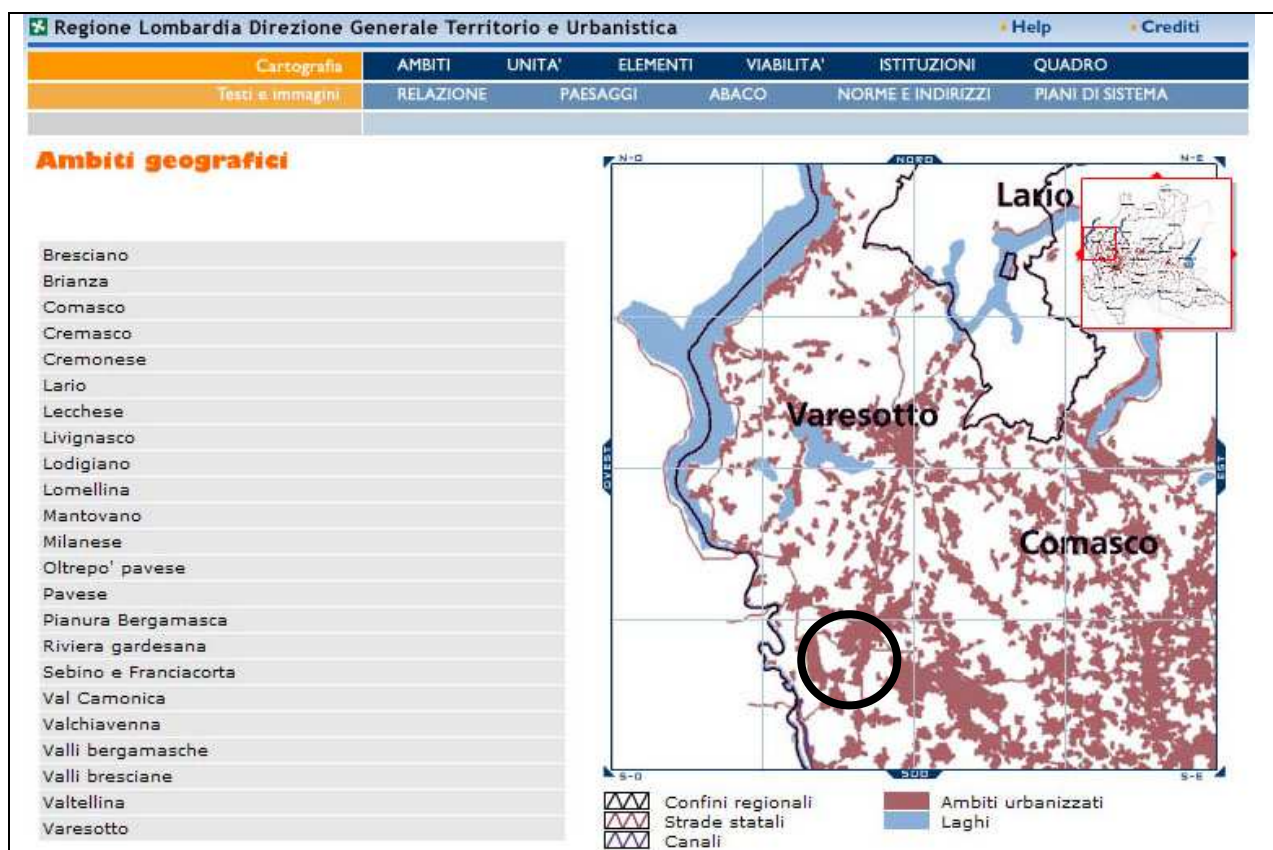 Regione Lombardia Direzione Generale Territorio e Urbanistica Help Crediti
Cartografia AMBITI UNITA' ELEMENTI VIABILITA' ISTITUZIONI QUADRO
Testi e immagini RELAZIONE PAESAGGI ABACO NORME E INDIRIZZI PIANI DI SISTEMA
Ambiti geografici
N-O NORD N-E
Lario
Bresciano
Brianza
Comasco
Cremasco
Cremonese
Lario
Lecchese
Livignasco
Lodigiano
Lomellina
Mantovano
Milanese
Oltrepo' pavese
Pavese
Pianura Bergamasca
Riviera gardesana
Sebino e Franciacorta
Val Camonica
Valchiavenna
Valli bergamasche
Valli bresciane
Valtellina
Varesotto
Varesotto
OVEST EST
Comasco
S-O SUD S-E
Confini regionali Ambiti urbanizzati
Strade statali Laghi
Canali